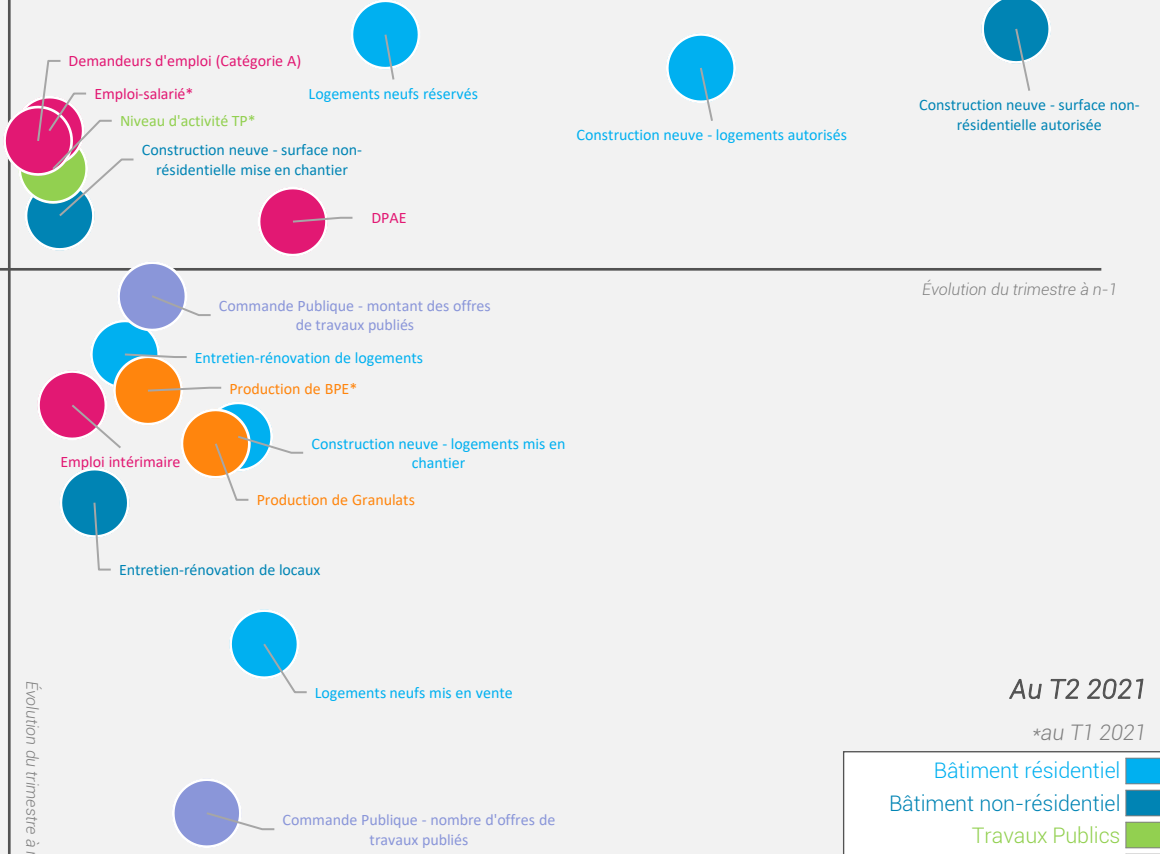 Demandeurs d'emploi (Catégorie A)
Emploi-salarié*
Logements neufs réservés
Niveau d'activité TP*
Construction neuve - surface non-
résidentielle mise en chantier
Construction neuve - logements autorisés
Construction neuve - surface non-
résidentielle autorisée
DPAE
Évolution du trimestre à n-1
Commande Publique - montant des offres
de travaux publiés
Entretien-rénovation de logements
Production de BPE*
Construction neuve - logements mis en
chantier
Emploi intérimaire
Production de Granulats
Entretien-rénovation de locaux
Logements neufs mis en vente
Évolution du trimestre à
Au T2 2021
*au T1 2021
Bâtiment résidentiel
Bâtiment non-résidentiel
Travaux Publics
Commande Publique - nombre d'offres de
travaux publiés